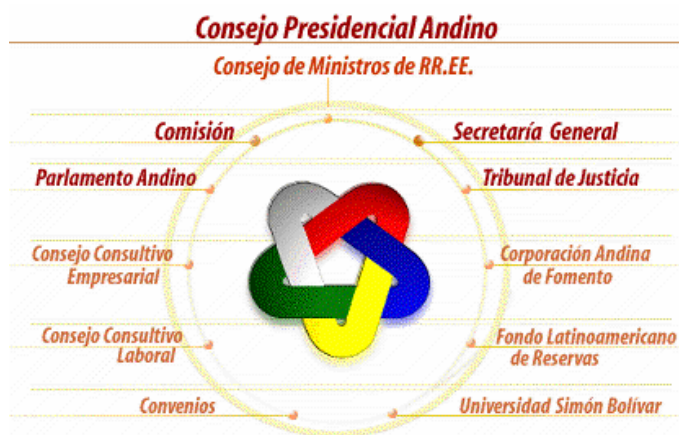 Consejo Presidencial Andino
Consejo de Ministros de RR.EE.
Comisión
Secretaría General
Parlamento Andino
Tribunal de Justicia
Consejo Consultivo
Empresarial
Corporación Andina
de Fomento
Consejo Consultivo
Laboral
Fondo Latinoamericano
de Reservas
Convenios
Universidad Simón Bolívar